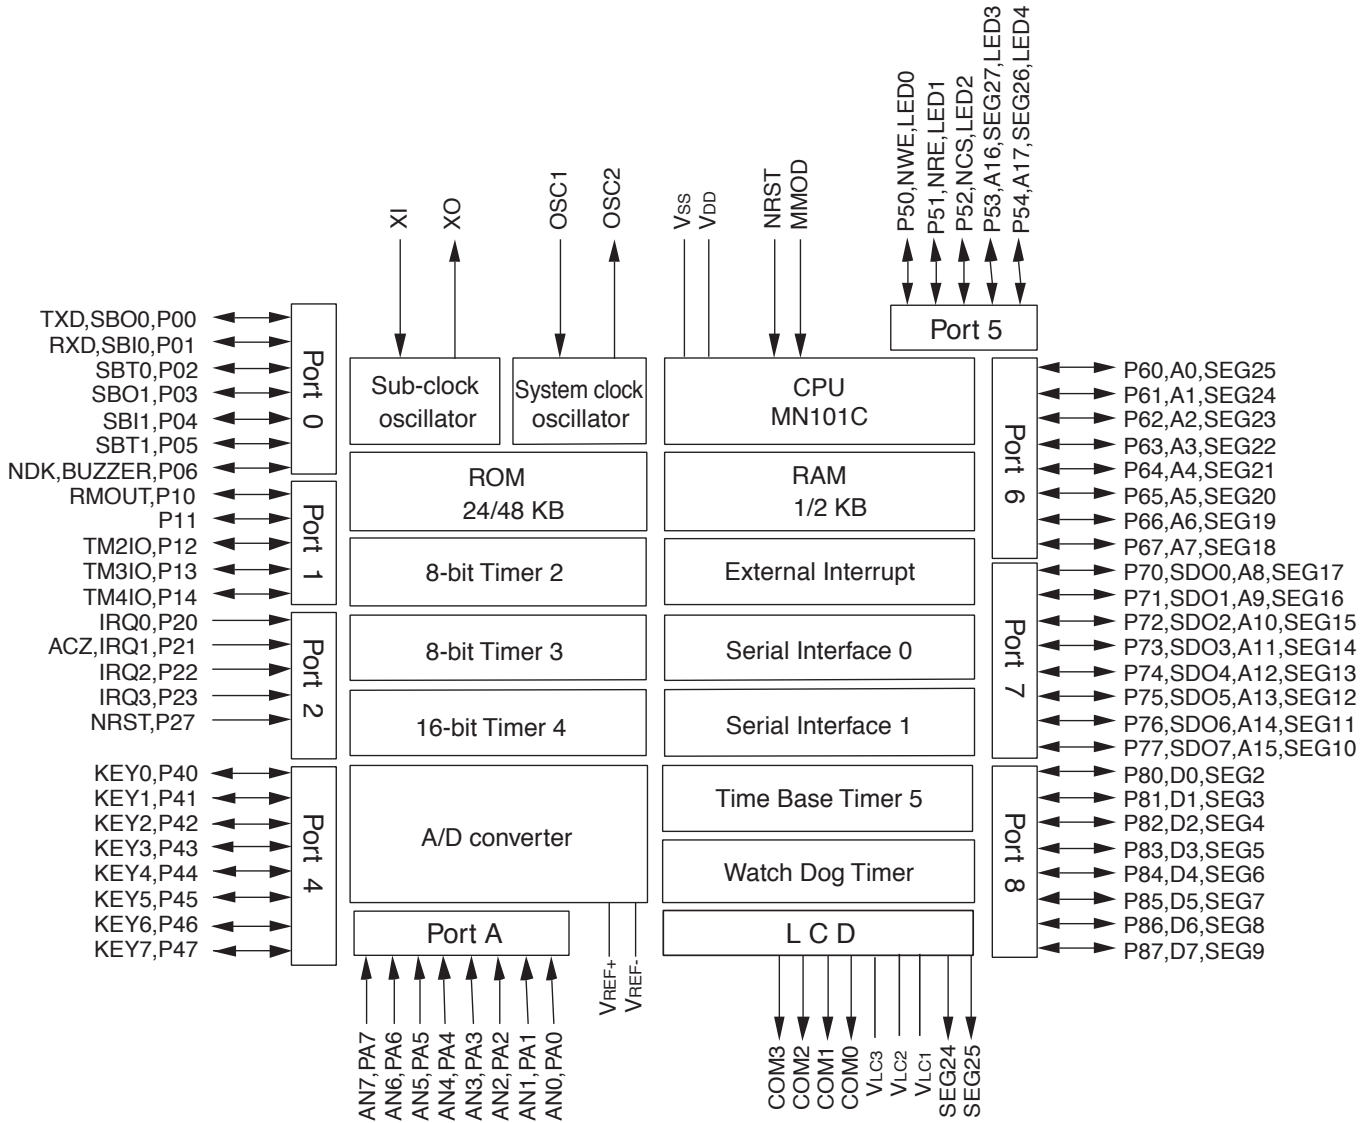 P50,NWE,LED0
P51,NRE,LED1
P52,NCS,LED2
P53,A16,SEG27,LED3
P54,A17,SEG26,LED4
XI
XO
OSC1
OSC2
VSS
VDD
NRST
MMOD
Port 5
TXD,SBO0,P00
RXD,SBI0,P01
SBT0,P02
SBO1,P03
SBI1,P04
SBT1,P05
NDK,BUZZER,P06
Port 0
RMOUT,P10
P11
TM2IO,P12
TM3IO,P13
TM4IO,P14
Port 1
IRQ0,P20
ACZ,IRQ1,P21
IRQ2,P22
IRQ3,P23
NRST,P27
Port 2
KEY0,P40
KEY1,P41
KEY2,P42
KEY3,P43
KEY4,P44
KEY5,P45
KEY6,P46
KEY7,P47
Port 4
Sub-clock
oscillator
System clock
oscillator
CPU
MN101C
ROM
24/48 KB
RAM
1/2 KB
8-bit Timer 2
External Interrupt
8-bit Timer 3
Serial Interface 0
16-bit Timer 4
Serial Interface 1
A/D converter
Time Base Timer 5
Watch Dog Timer
Port A
L C D
Port 6
P60,A0,SEG25
P61,A1,SEG24
P62,A2,SEG23
P63,A3,SEG22
P64,A4,SEG21
P65,A5,SEG20
P66,A6,SEG19
P67,A7,SEG18
Port 7
P70,SDO0,A8,SEG17
P71,SDO1,A9,SEG16
P72,SDO2,A10,SEG15
P73,SDO3,A11,SEG14
P74,SDO4,A12,SEG13
P75,SDO5,A13,SEG12
P76,SDO6,A14,SEG11
P77,SDO7,A15,SEG10
Port 8
P80,D0,SEG2
P81,D1,SEG3
P82,D2,SEG4
P83,D3,SEG5
P84,D4,SEG6
P85,D5,SEG7
P86,D6,SEG8
P87,D7,SEG9
AN7,PA7
AN6,PA6
AN5,PA5
AN4,PA4
AN3,PA3
AN2,PA2
AN1,PA1
AN0,PA0
VREF+
VREF-
COM3
COM2
COM1
COM0
VLC3
VLC2
VLC1
SEG24
SEG25